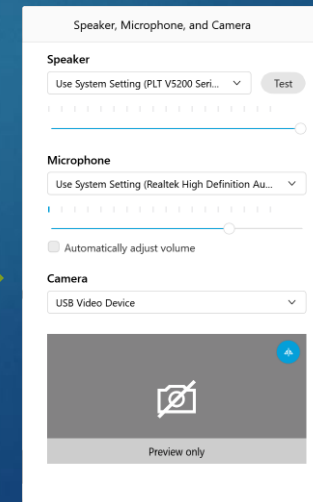 Speaker, Microphone, and Camera
Speaker
Use System Setting (PLT V5200 Seri...
Test
Microphone
Use System Setting (Realtek High Definition Au...
Automatically adjust volume
Camera
USB Video Device
Preview only